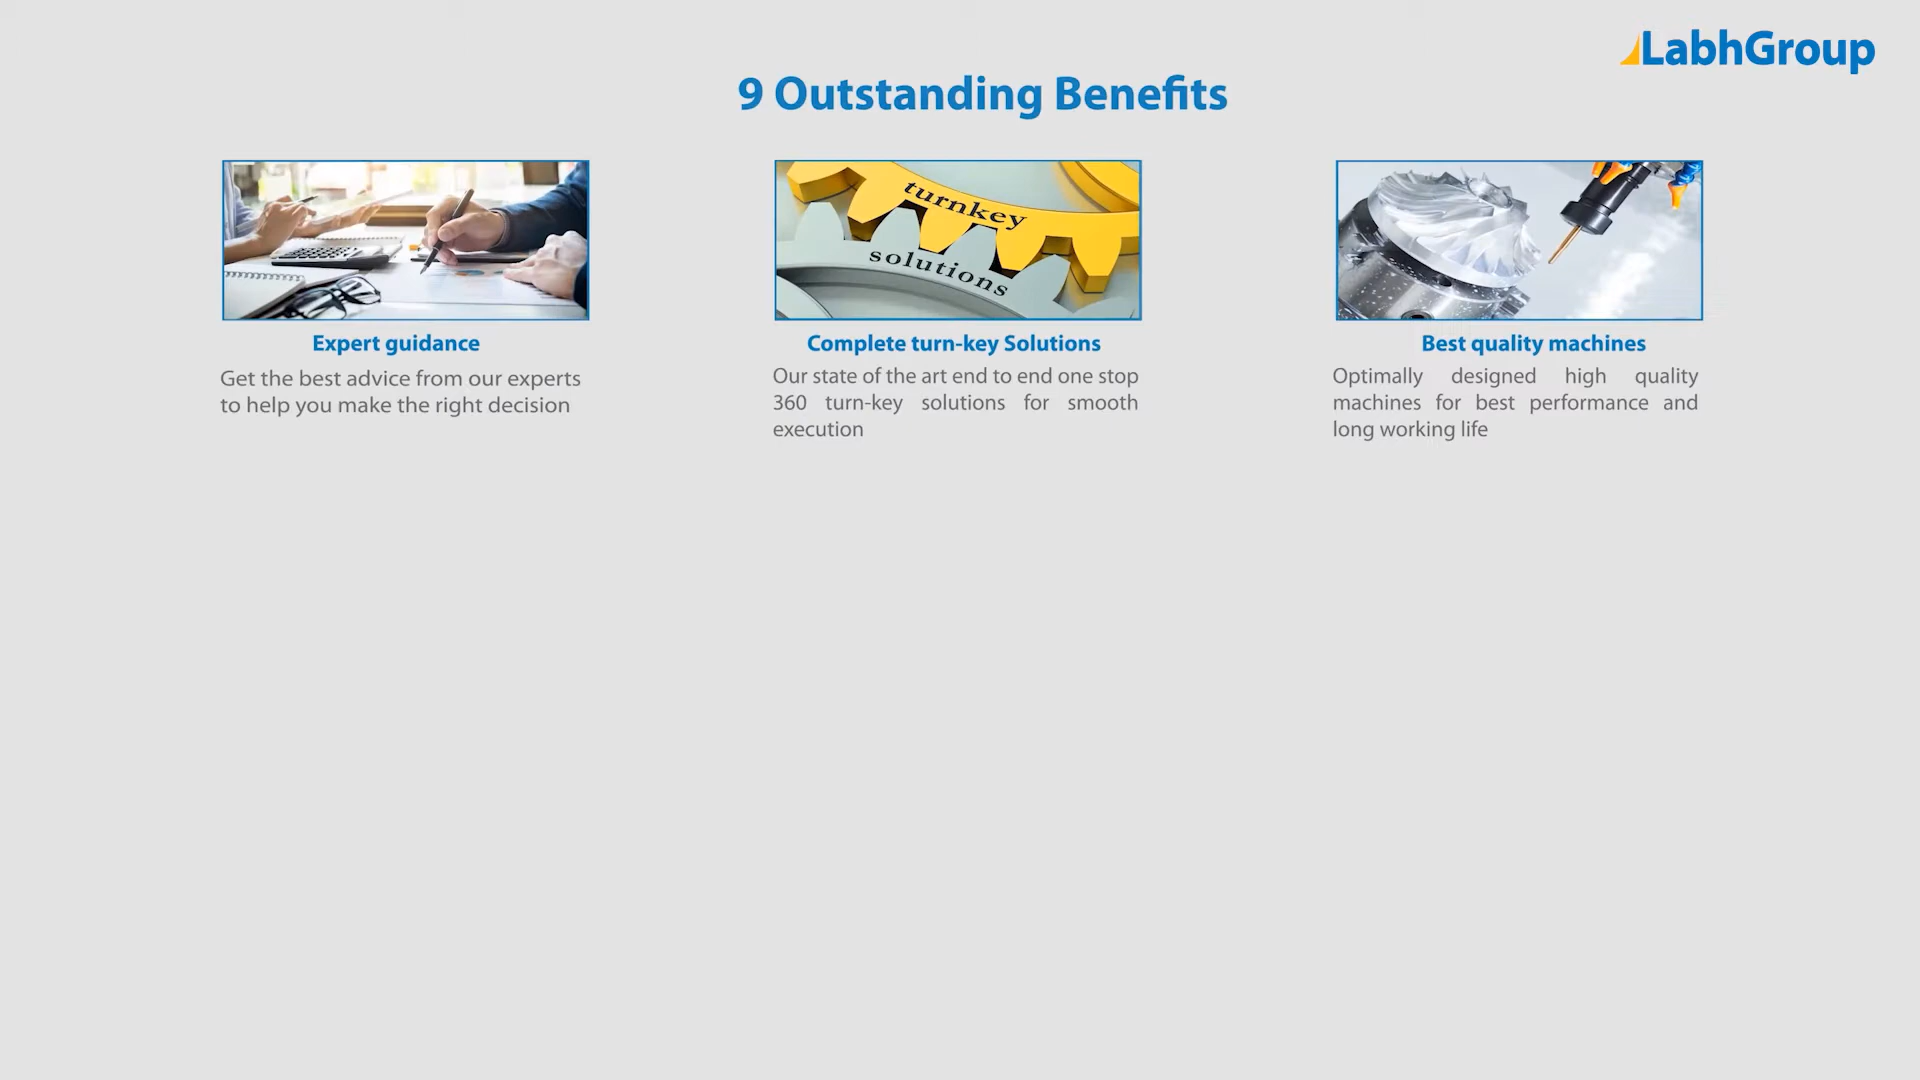 LabhGroup
9 Outstanding Benefits
turnkey
solutions
Expert guidance
Get the best advice from our experts
to help you make the right decision
Complete turn-key Solutions
Our state of the art end to end one stop
360 turn-key solutions for smooth
execution
Best quality machines
Optimally designed high quality
machines for best performance and
long working life